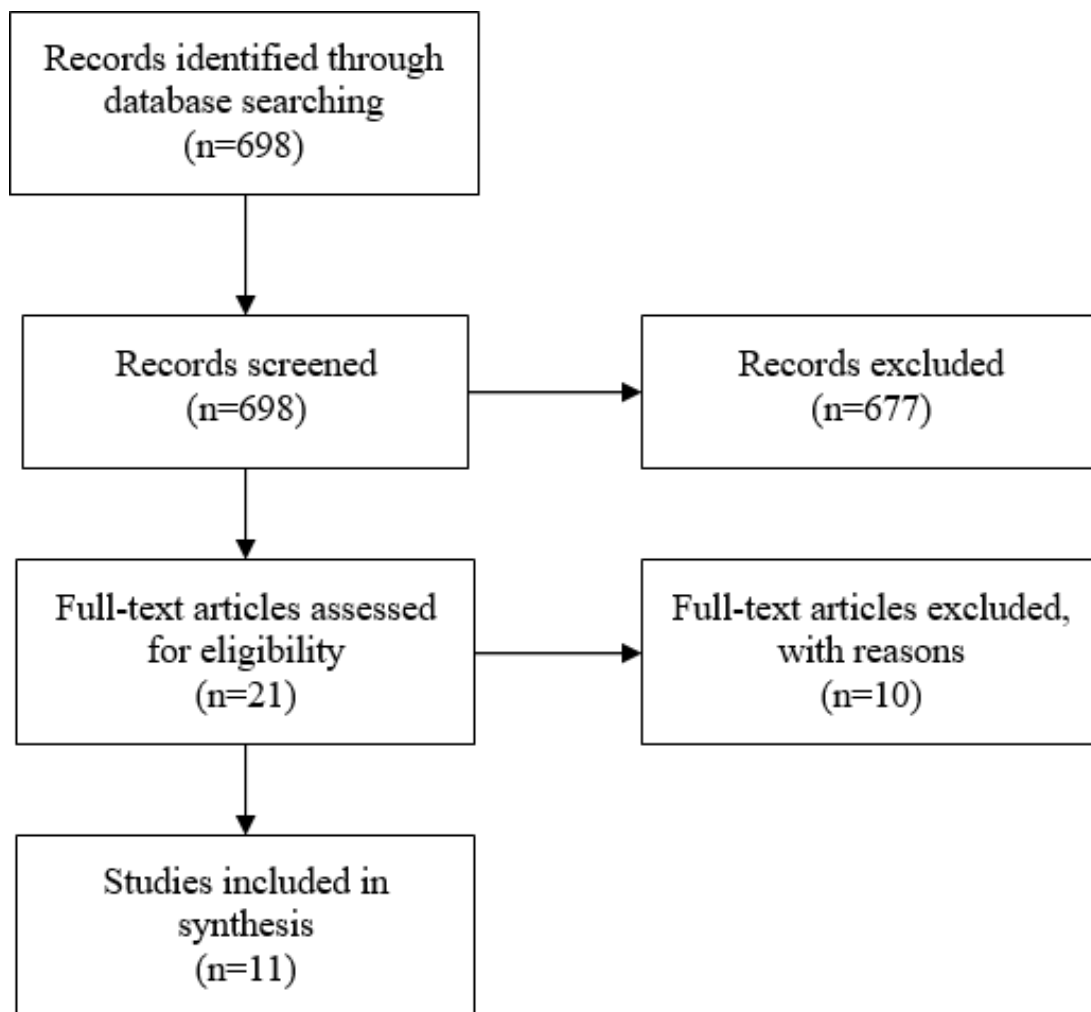 Records identified through
database searching
(n=698)
Records screened
(n=698)
Records excluded
(n=677)
Full-text articles assessed
for eligibility
(n=21)
Full-text articles excluded,
with reasons
(n=10)
Studies included in
synthesis
(n=11)